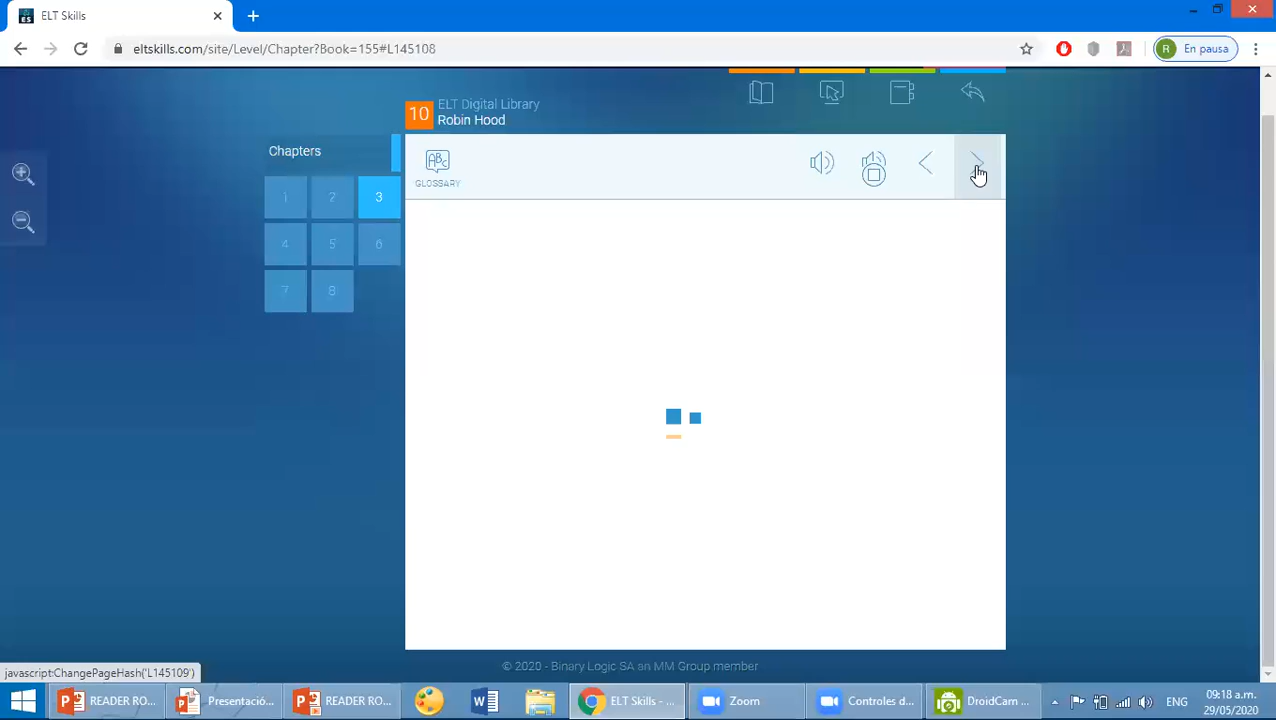 ES ELT Skills
eltskills.com/site/Level/Chapter?Book=155#L145108
R En pausa
10 ELT Digital Library
Robin Hood
Chapters
1 2 3
4 5 6
7 8
ABC
GLOSSARY
© 2020 - Binary Logic SA an MM Group member
javascript:ChangePageHash('L145109')
READER RO...
Presentació...
READER RO...
ELT Skills - ...
Zoom
Controles d...
DroidCam ...
ENG
09:18 a.m.
29/05/2020